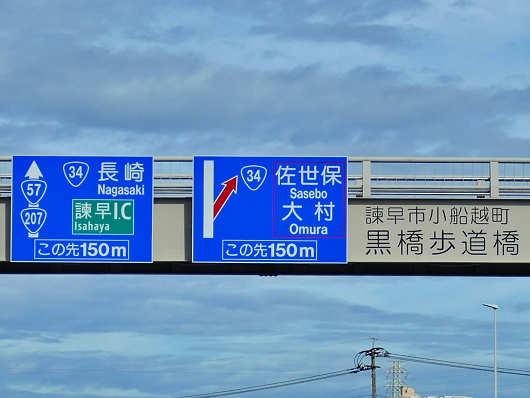 57
207
34
長崎
Nagasaki
諫早I.C
Isahaya
この先150m
34
佐世保
Sasebo
大村
Omura
この先150m
諫早市小船越町
黒橋歩道橋